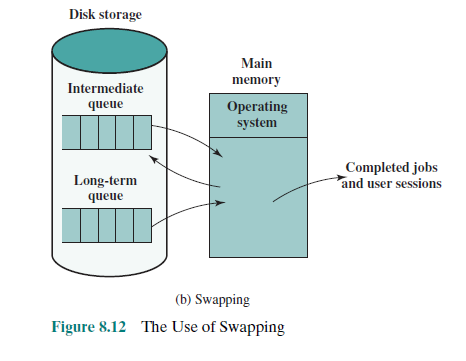 Disk storage
Intermediate
queue
Long-term
queue
Main
memory
Operating
system
Completed jobs
and user sessions
(b) Swapping
Figure 8.12 The Use of Swapping